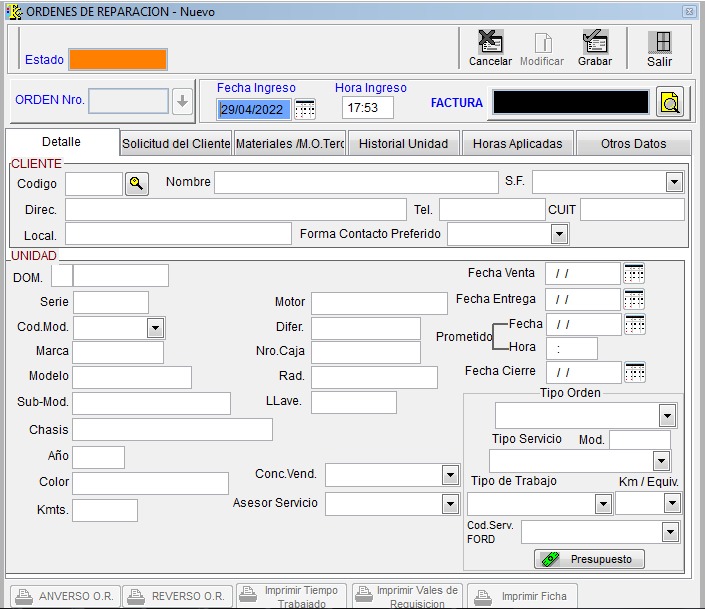 ORDENES DE REPARACION - Nuevo
Estado
Cancelar Modificar Grabar Salir
ORDEN Nro.
Fecha Ingreso Hora Ingreso
29/04/2022 17:53
FACTURA
Detalle Solicitud del Cliente Materiales /M.O.Terc Historial Unidad Horas Aplicadas Otros Datos
CLIENTE
Codigo Nombre S.F.
Direc. Tel. CUIT
Local. Forma Contacto Preferido
UNIDAD
DOM. Fecha Venta / /
Serie Motor Fecha Entrega / /
Cod.Mod. Difer. Prometido Fecha / /
Marca Nro.Caja Hora :
Modelo Rad. Fecha Cierre / /
Sub-Mod. LLave. Tipo Orden
Chasis
Tipo Servicio Mod.
Año
Color Conc.Vend. Tipo de Trabajo Km / Equiv.
Kmts. Asesor Servicio
Cod.Serv.
FORD
Presupuesto
ANVERSO O.R. REVERSO O.R. Imprimir Tiempo
Trabajado Imprimir Vales de
Requisicion Imprimir Ficha